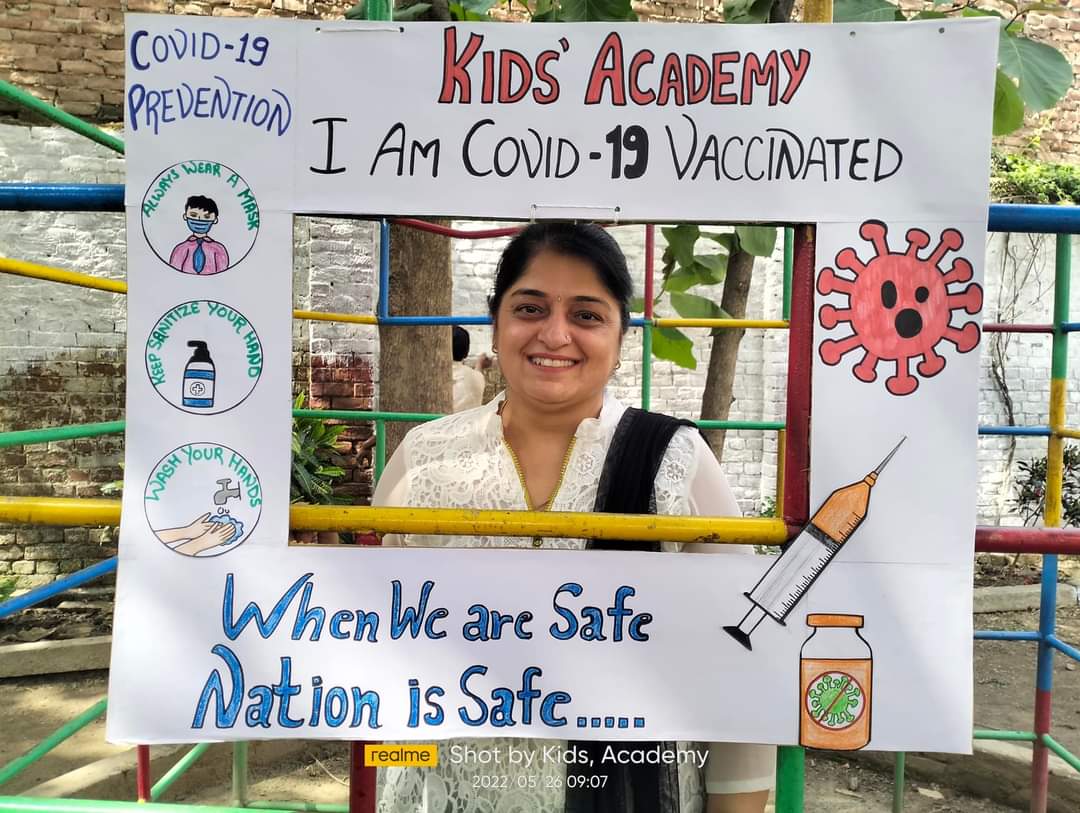 COVID-19
PREVENTION
KIDS' ACADEMY
I AM COVID-19 VACCINATED
ALWAYS WEAR A MASK
KEEP SANITIZE YOUR HAND
WASH YOUR HANDS
When We are Safe
Nation is Safe.....
realme Shot by Kids, Academy
2022/05/26 09:07